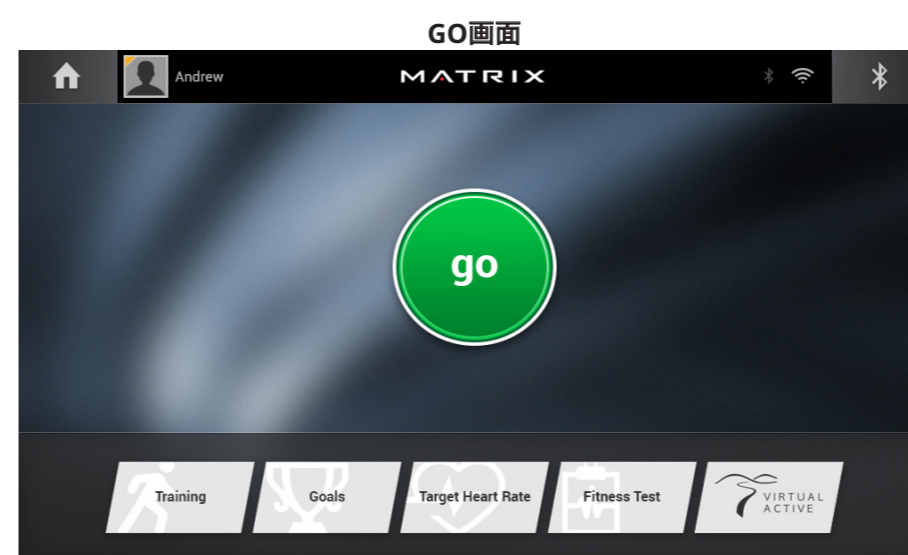 GO画面
Andrew
MATRIX
go
Training
Goals
Target Heart Rate
Fitness Test
VIRTUAL
ACTIVE